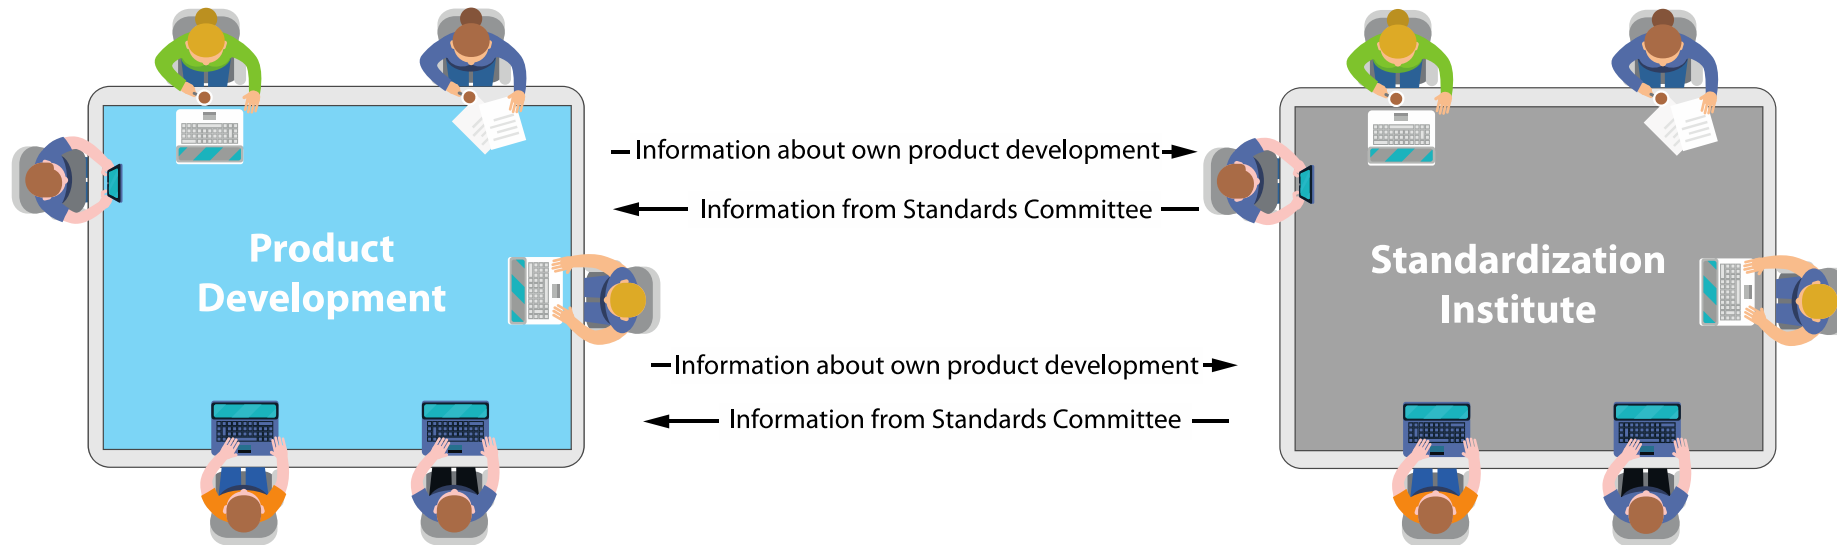 Information about own product development
Information from Standards Committee
Product
Development
Standardization
Institute
Information about own product development
Information from Standards Committee